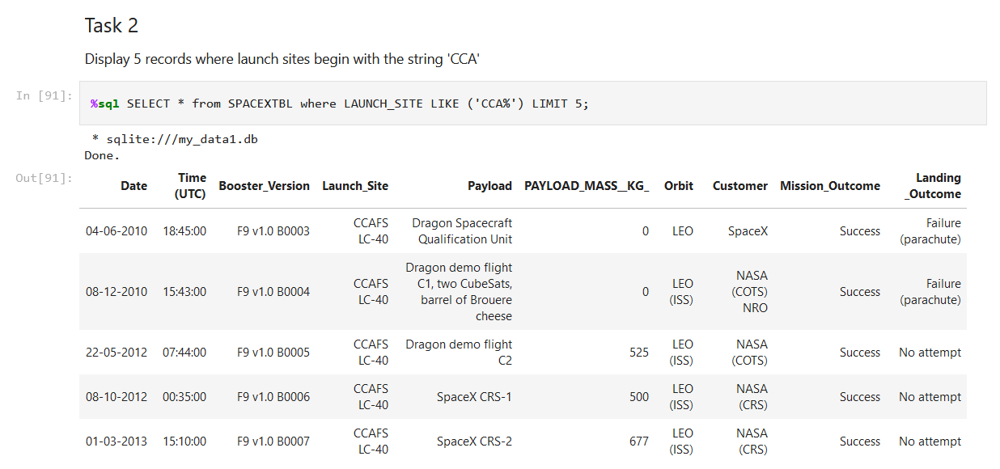 Task 2
Display 5 records where launch sites begin with the string 'CCA'
In [91]: %sql SELECT * from SPACEXTBL where LAUNCH_SITE LIKE ('CCA%') LIMIT 5;
* sqlite:///my_data1.db
Done.
Out[91]:
Date Time (UTC) Booster_Version Launch_Site Payload PAYLOAD_MASS__KG_ Orbit Customer Mission_Outcome Landing _Outcome
04-06-2010 18:45:00 F9 v1.0 B0003 CCAFS LC-40 Dragon Spacecraft Qualification Unit 0 LEO SpaceX Success Failure (parachute)
08-12-2010 15:43:00 F9 v1.0 B0004 CCAFS LC-40 Dragon demo flight C1, two CubeSats, barrel of Brouere cheese 0 LEO (ISS) NASA (COTS) NRO Success Failure (parachute)
22-05-2012 07:44:00 F9 v1.0 B0005 CCAFS LC-40 Dragon demo flight C2 525 LEO (ISS) NASA (COTS) Success No attempt
08-10-2012 00:35:00 F9 v1.0 B0006 CCAFS LC-40 SpaceX CRS-1 500 LEO (ISS) NASA (CRS) Success No attempt
01-03-2013 15:10:00 F9 v1.0 B0007 CCAFS LC-40 SpaceX CRS-2 677 LEO (ISS) NASA (CRS) Success No attempt